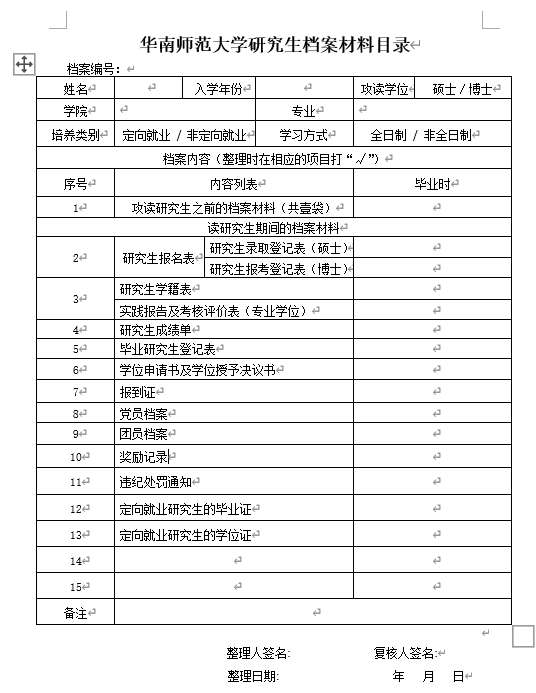 华南师范大学研究生档案材料目录
档案编号：
姓名 入学年份 攻读学位 硕士 / 博士
学院 专业
培养类别 定向就业 / 非定向就业 学习方式 全日制 / 非全日制
档案内容（整理时在相应的项目打“√”）
序号 内容列表 毕业时
1 攻读研究生之前的档案材料（共壹袋）
读研究生期间的档案材料
2 研究生报名表 研究生录取登记表（硕士）
研究生报考登记表（博士）
3 研究生学籍表
实践报告及考核评价表（专业学位）
4 研究生成绩单
5 毕业研究生登记表
6 学位申请书及学位授予决议书
7 报到证
8 党员档案
9 团员档案
10 奖励记录
11 违纪处罚通知
12 定向就业研究生的毕业证
13 定向就业研究生的学位证
14
15
备注
整理人签名: 复核人签名:
整理日期: 年 月 日